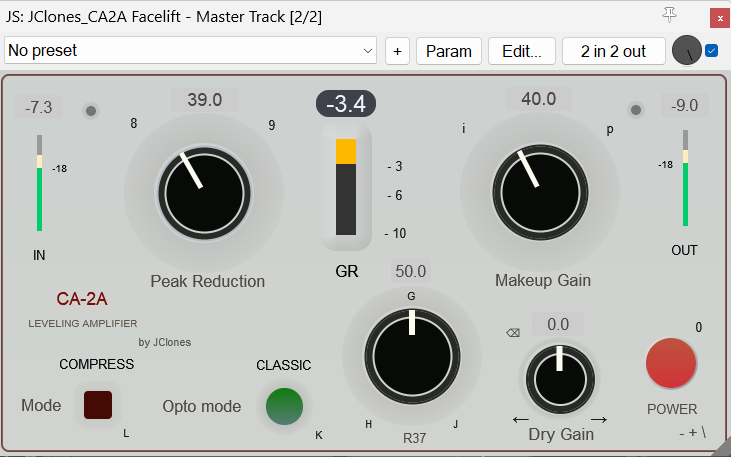 JS: JClones_CA2A Facelift - Master Track [2/2]
x
No preset
+
Param
Edit...
2 in 2 out
-7.3
39.0
-3.4
40.0
-9.0
8
9
i
p
-18
- 3
- 6
- 10
-18
IN
OUT
Peak Reduction
GR
50.0
Makeup Gain
CA-2A
G
LEVELING AMPLIFIER
0.0
0
by JClones
COMPRESS
CLASSIC
Mode
Opto mode
POWER
L
K
H
J
R37
← →
Dry Gain
- + \